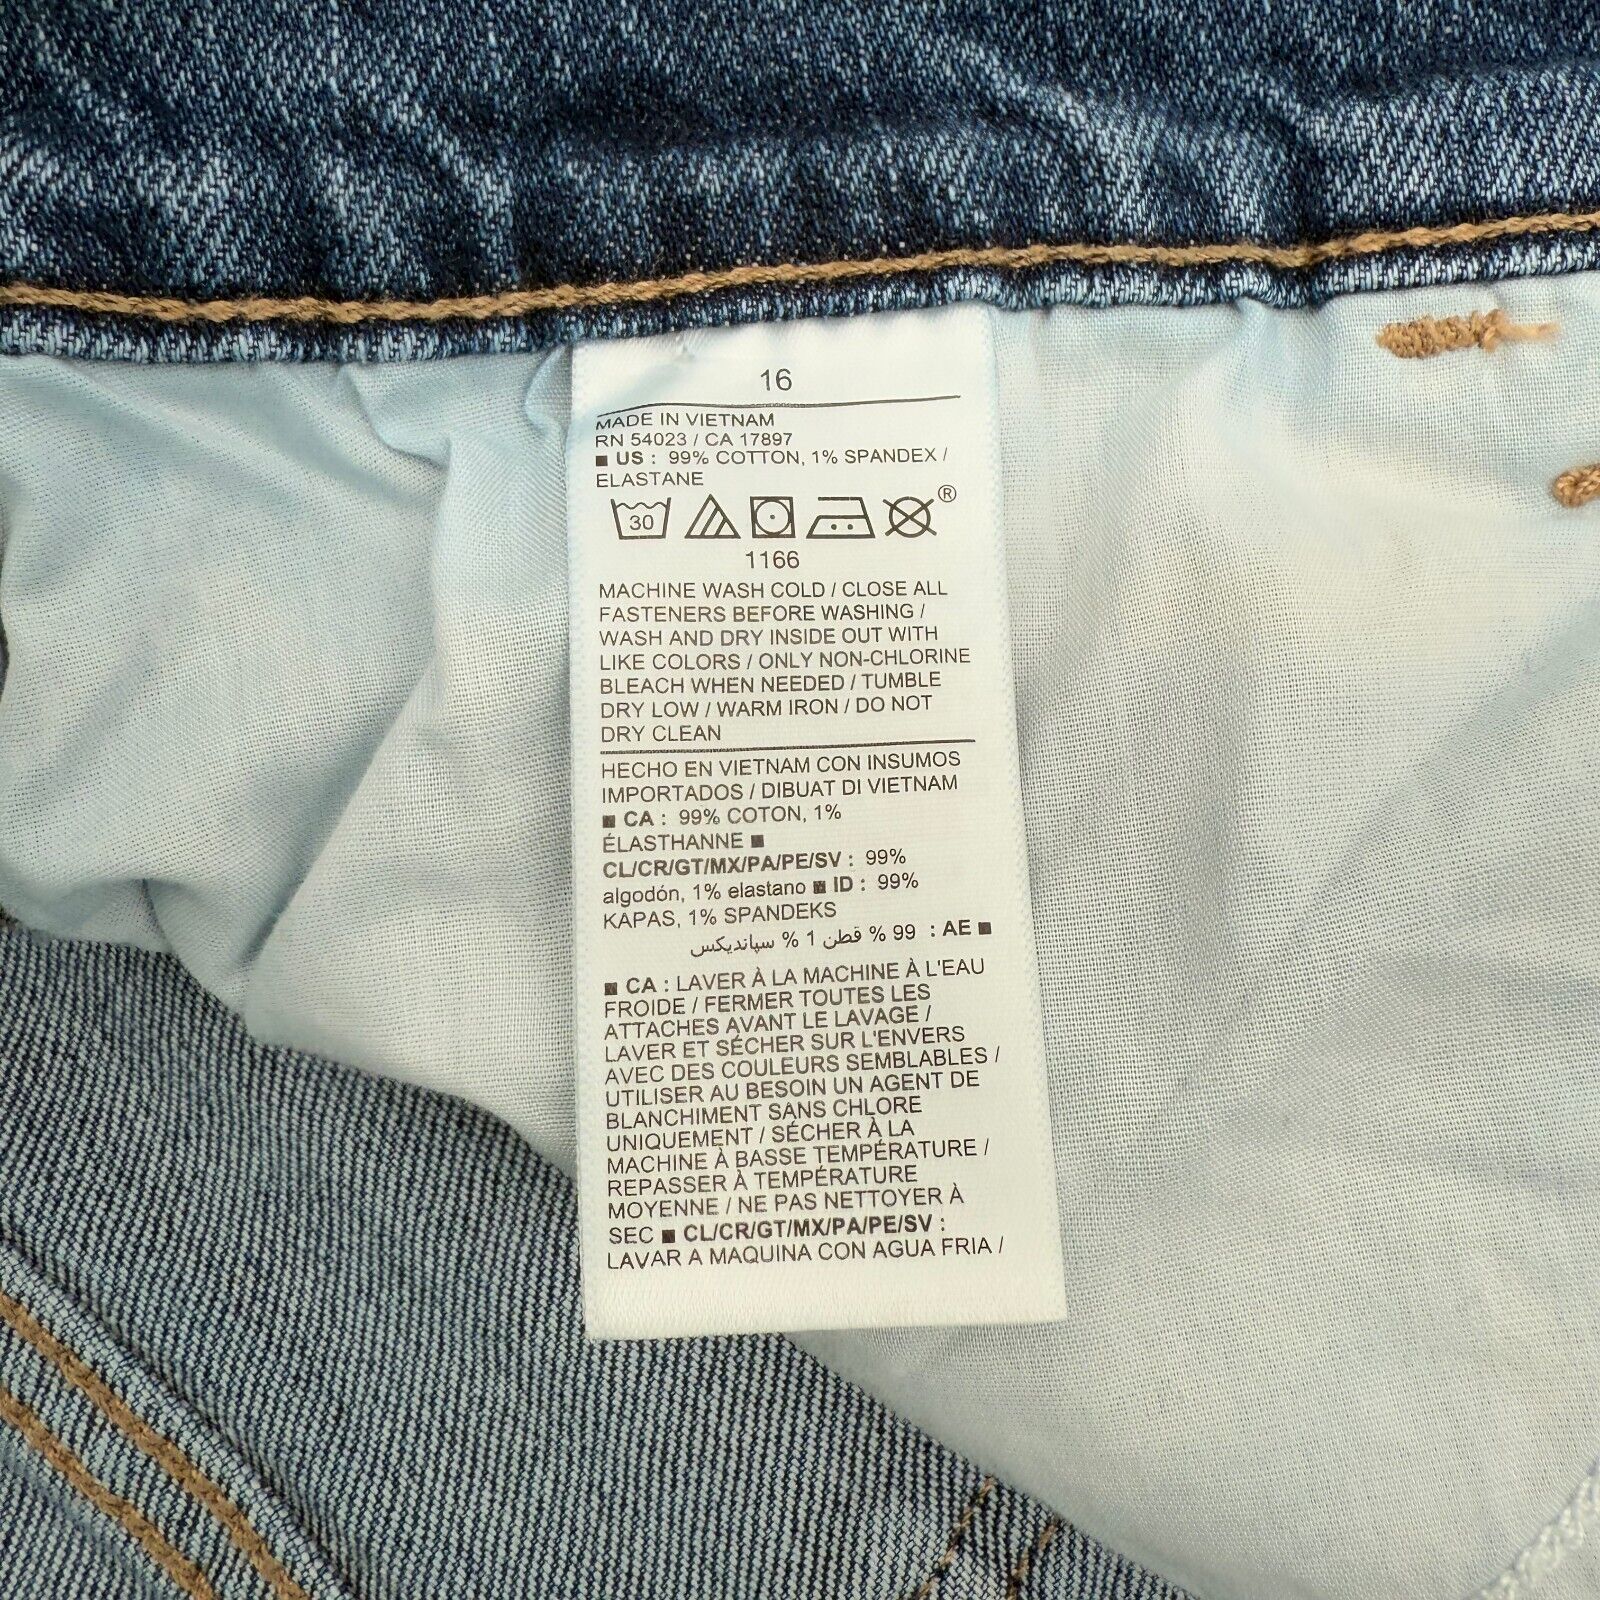 16
MADE IN VIETNAM
RN 54023 / CA 17897
■ US : 99% COTTON, 1% SPANDEX /
ELASTANE
30 ®
1166
MACHINE WASH COLD / CLOSE ALL
FASTENERS BEFORE WASHING /
WASH AND DRY INSIDE OUT WITH
LIKE COLORS / ONLY NON-CHLORINE
BLEACH WHEN NEEDED / TUMBLE
DRY LOW / WARM IRON / DO NOT
DRY CLEAN
HECHO EN VIETNAM CON INSUMOS
IMPORTADOS / DIBUAT DI VIETNAM
■ CA : 99% COTON, 1%
ÉLASTHANNE ■
CL/CR/GT/MX/PA/PE/SV : 99%
algodón, 1% elastano ■ ID : 99%
KAPAS, 1% SPANDEKS
■ AE : 99 % قطن 1 % سپاندیکس
■ CA : LAVER À LA MACHINE À L'EAU
FROIDE / FERMER TOUTES LES
ATTACHES AVANT LE LAVAGE /
LAVER ET SÉCHER SUR L'ENVERS
AVEC DES COULEURS SEMBLABLES /
UTILISER AU BESOIN UN AGENT DE
BLANCHIMENT SANS CHLORE
UNIQUEMENT / SÉCHER À LA
MACHINE À BASSE TEMPÉRATURE /
REPASSER À TEMPÉRATURE
MOYENNE / NE PAS NETTOYER À
SEC ■ CL/CR/GT/MX/PA/PE/SV :
LAVAR A MAQUINA CON AGUA FRIA /